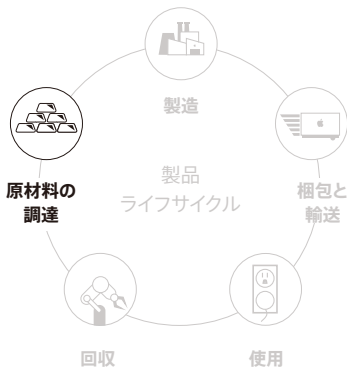 製造
原材料の
調達
製品
ライフサイクル
梱包と
輸送
回収
使用